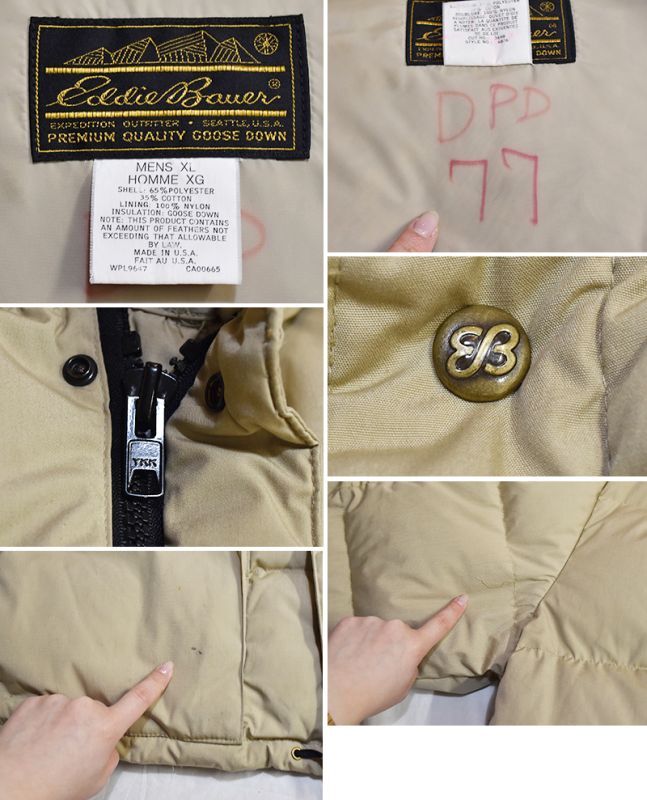 Eddie Bauer®
EXPEDITION OUTFITTER • SEATTLE, U.S.A.
PREMIUM QUALITY GOOSE DOWN
MENS XL
HOMME XG
SHELL: 65% POLYESTER
35% COTTON
LINING: 100% NYLON
INSULATION: GOOSE DOWN
NOTE: THIS PRODUCT CONTAINS
AN AMOUNT OF FEATHERS NOT
EXCEEDING THAT ALLOWABLE
BY LAW.
MADE IN U.S.A.
FAIT AU U.S.A.
WPL9647 CA00665
DPD
77
YKK
EB